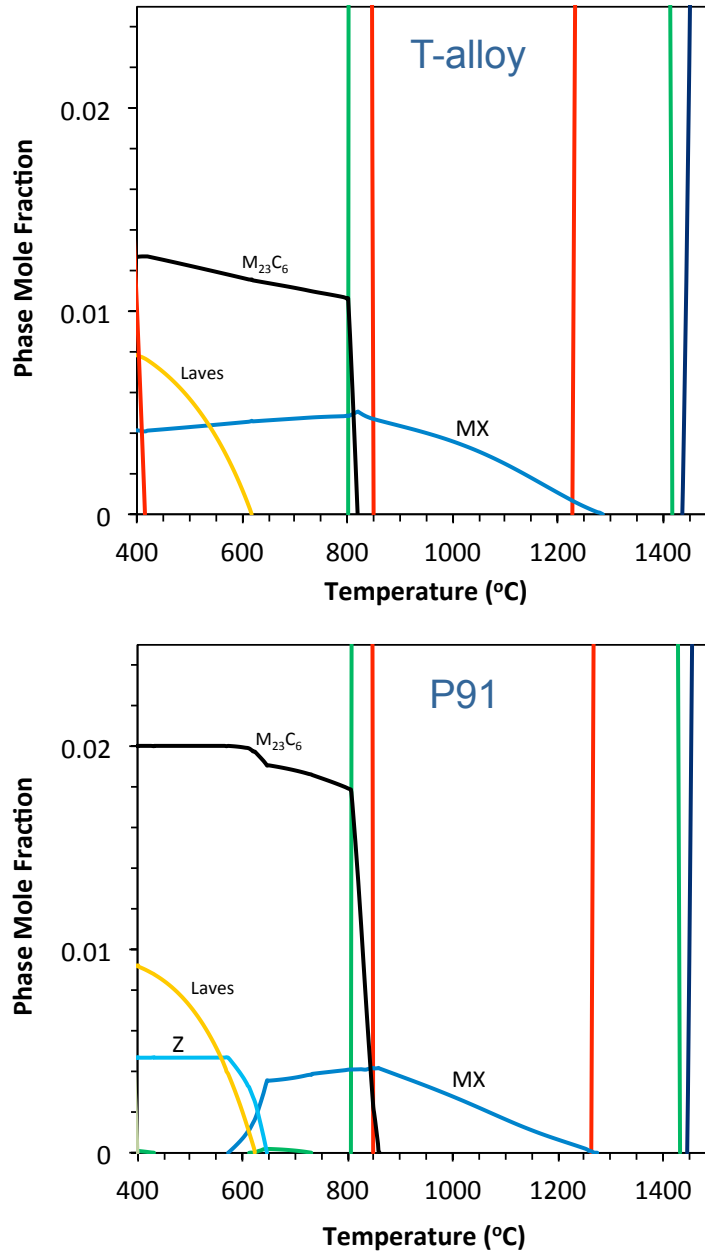 T-alloy
0.02
M₂₃C₆
0.01
Laves
MX
0
400 600 800 1000 1200 1400
Temperature (ºC)
Phase Mole Fraction
P91
M₂₃C₆
0.02
0.01
Laves
Z
MX
0
400 600 800 1000 1200 1400
Temperature (ºC)
Phase Mole Fraction